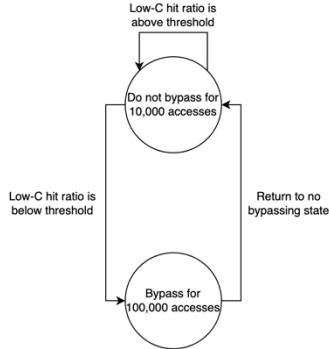 Low-C hit ratio is
above threshold
Do not bypass for
10,000 accesses
Low-C hit ratio is
below threshold
Return to no
bypassing state
Bypass for
100,000 accesses